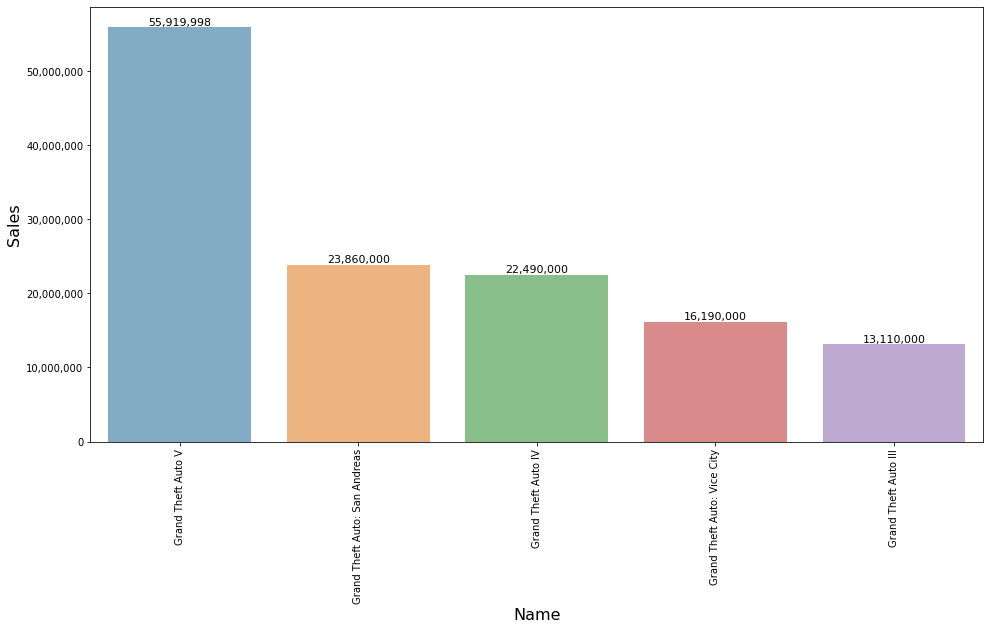 55,919,998
50,000,000
40,000,000
30,000,000
23,860,000
22,490,000
20,000,000
16,190,000
13,110,000
10,000,000
0
Sales
Grand Theft Auto V
Grand Theft Auto: San Andreas
Grand Theft Auto IV
Grand Theft Auto: Vice City
Grand Theft Auto III
Name